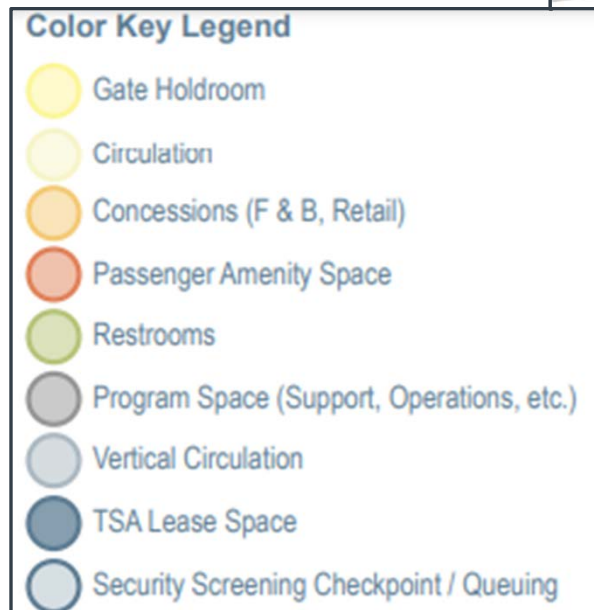 Color Key Legend
Gate Holdroom
Circulation
Concessions (F & B, Retail)
Passenger Amenity Space
Restrooms
Program Space (Support, Operations, etc.)
Vertical Circulation
TSA Lease Space
Security Screening Checkpoint / Queuing